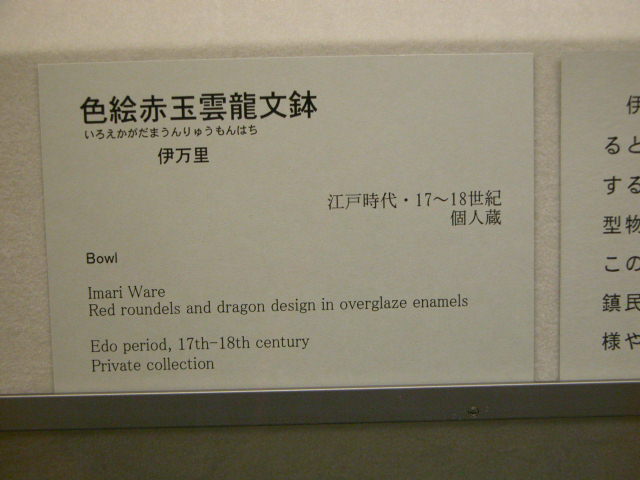 色絵赤玉雲龍文鉢
いろえかがだまうんりゅうもんはち
伊万里
江戸時代・17〜18世紀
個人蔵
Bowl
Imari Ware
Red roundels and dragon design in overglaze enamels
Edo period, 17th-18th century
Private collection
伊
ると
する
型物
この
鎮民
様や